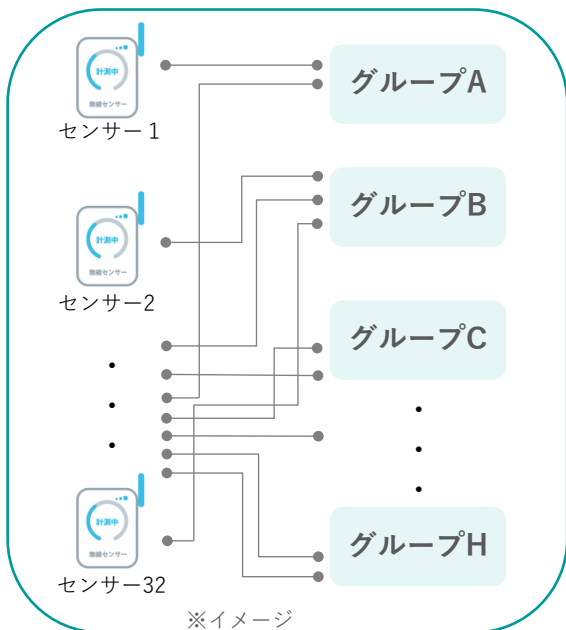 計測中
無線センサー
センサー１
グループA
計測中
無線センサー
センサー2
グループB
グループC
計測中
無線センサー
センサー32
グループH
※イメージ